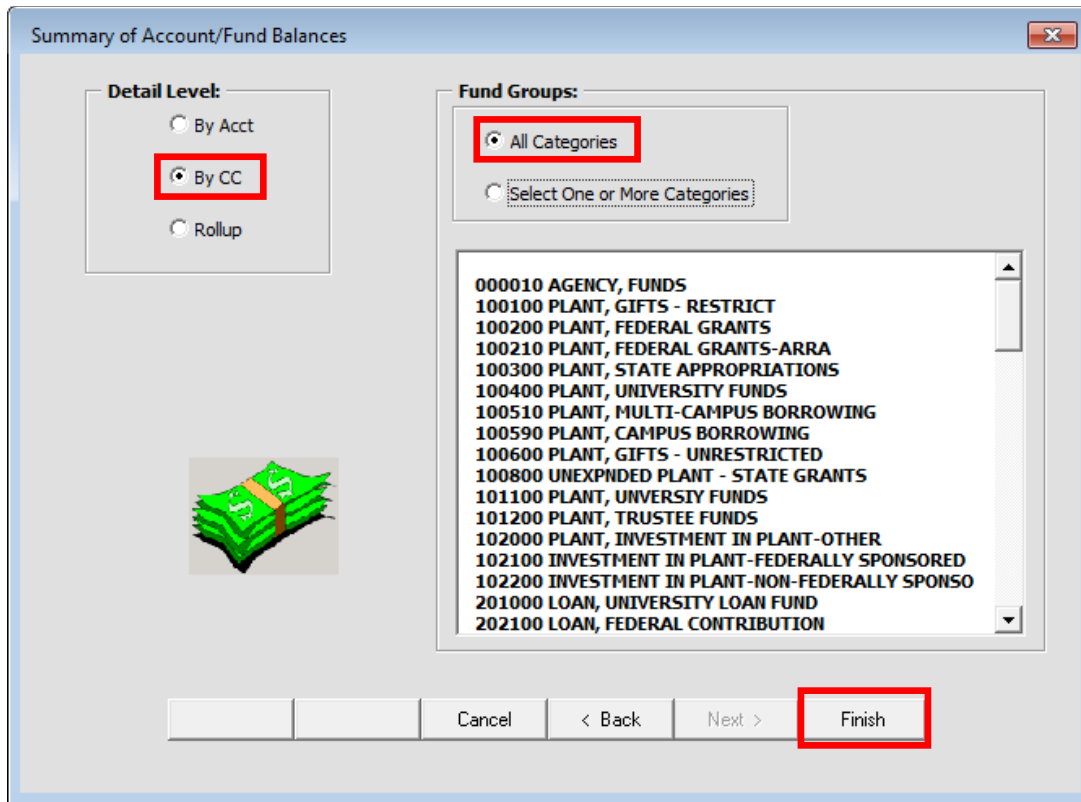 Summary of Account/Fund Balances
Detail Level:
By Acct
By CC
Rollup
Fund Groups:
All Categories
Select One or More Categories
000010 AGENCY, FUNDS
100100 PLANT, GIFTS - RESTRICT
100200 PLANT, FEDERAL GRANTS
100210 PLANT, FEDERAL GRANTS-ARRA
100300 PLANT, STATE APPROPRIATIONS
100400 PLANT, UNIVERSITY FUNDS
100510 PLANT, MULTI-CAMPUS BORROWING
100590 PLANT, CAMPUS BORROWING
100600 PLANT, GIFTS - UNRESTRICTED
100800 UNEXPNDED PLANT - STATE GRANTS
101100 PLANT, UNVERSIY FUNDS
101200 PLANT, TRUSTEE FUNDS
102000 PLANT, INVESTMENT IN PLANT-OTHER
102100 INVESTMENT IN PLANT-FEDERALLY SPONSORED
102200 INVESTMENT IN PLANT-NON-FEDERALLY SPONSO
201000 LOAN, UNIVERSITY LOAN FUND
202100 LOAN, FEDERAL CONTRIBUTION
Cancel
< Back
Next >
Finish